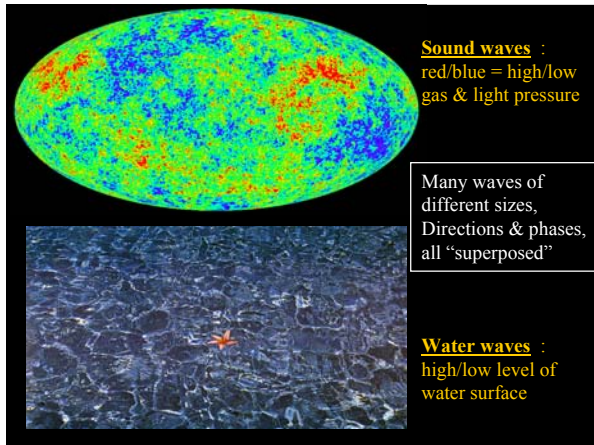 Sound waves :
red/blue = high/low
gas & light pressure
Many waves of
different sizes,
Directions & phases,
all “superposed”
Water waves :
high/low level of
water surface